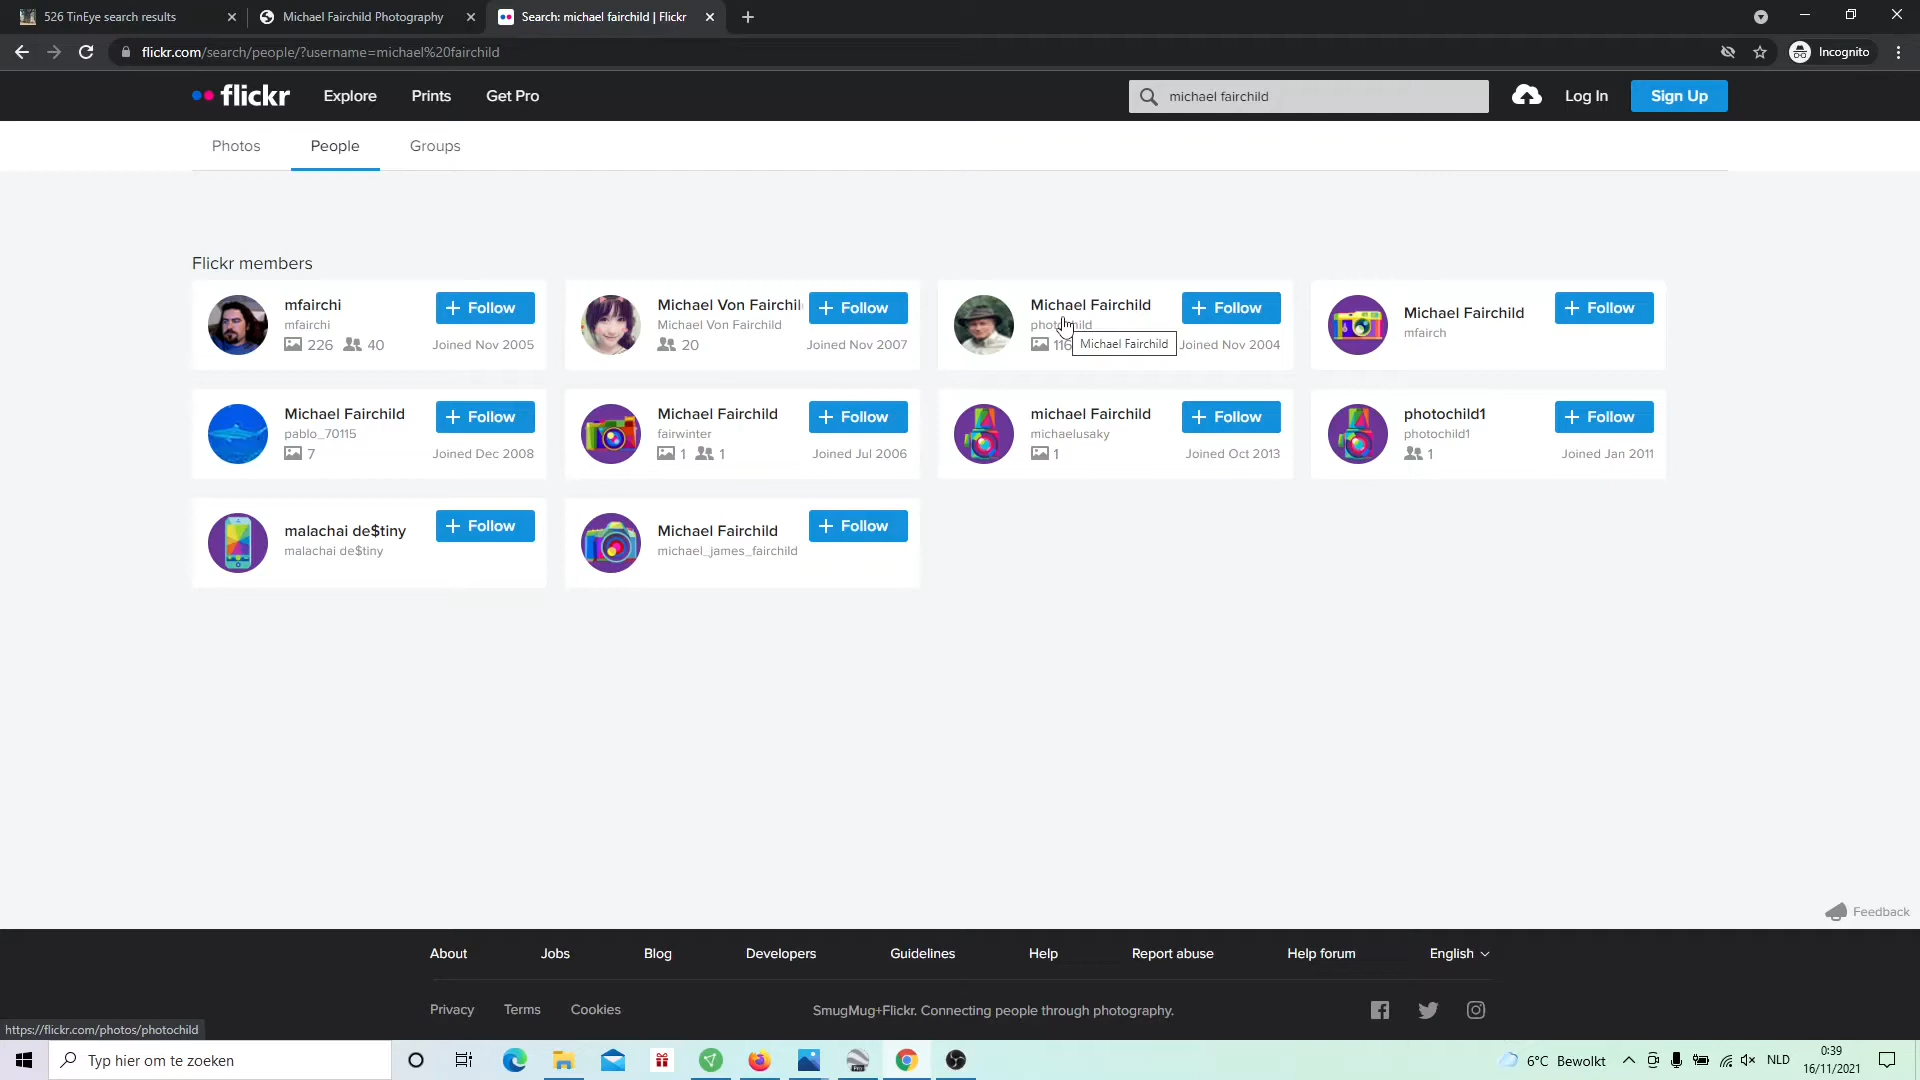 526 TinEye search results
Michael Fairchild Photography
Search: michael fairchild | Flickr
flickr.com/search/people/?username=michael%20fairchild
Incognito
flickr
Explore
Prints
Get Pro
michael fairchild
Log In
Sign Up
Photos
People
Groups
Flickr members
mfairchi
+ Follow
mfairchi
226
40
Joined Nov 2005
Michael Von Fairchil
+ Follow
Michael Von Fairchild
20
Joined Nov 2007
Michael Fairchild
+ Follow
116
Michael Fairchild
Joined Nov 2004
Michael Fairchild
+ Follow
mfairch
Michael Fairchild
+ Follow
pablo_70115
7
Joined Dec 2008
Michael Fairchild
+ Follow
fairwinter
1
1
Joined Jul 2006
michael Fairchild
+ Follow
michaelusaky
1
Joined Oct 2013
photochild1
+ Follow
photochild1
1
Joined Jan 2011
malachai de$tiny
+ Follow
malachai de$tiny
Michael Fairchild
+ Follow
michael_james_fairchild
Feedback
About
Jobs
Blog
Developers
Guidelines
Help
Report abuse
Help forum
English
Privacy
Terms
Cookies
SmugMug+Flickr. Connecting people through photography.
https://flickr.com/photos/photochild
Typ hier om te zoeken
6°C Bewolkt
NLD
0:39
16/11/2021